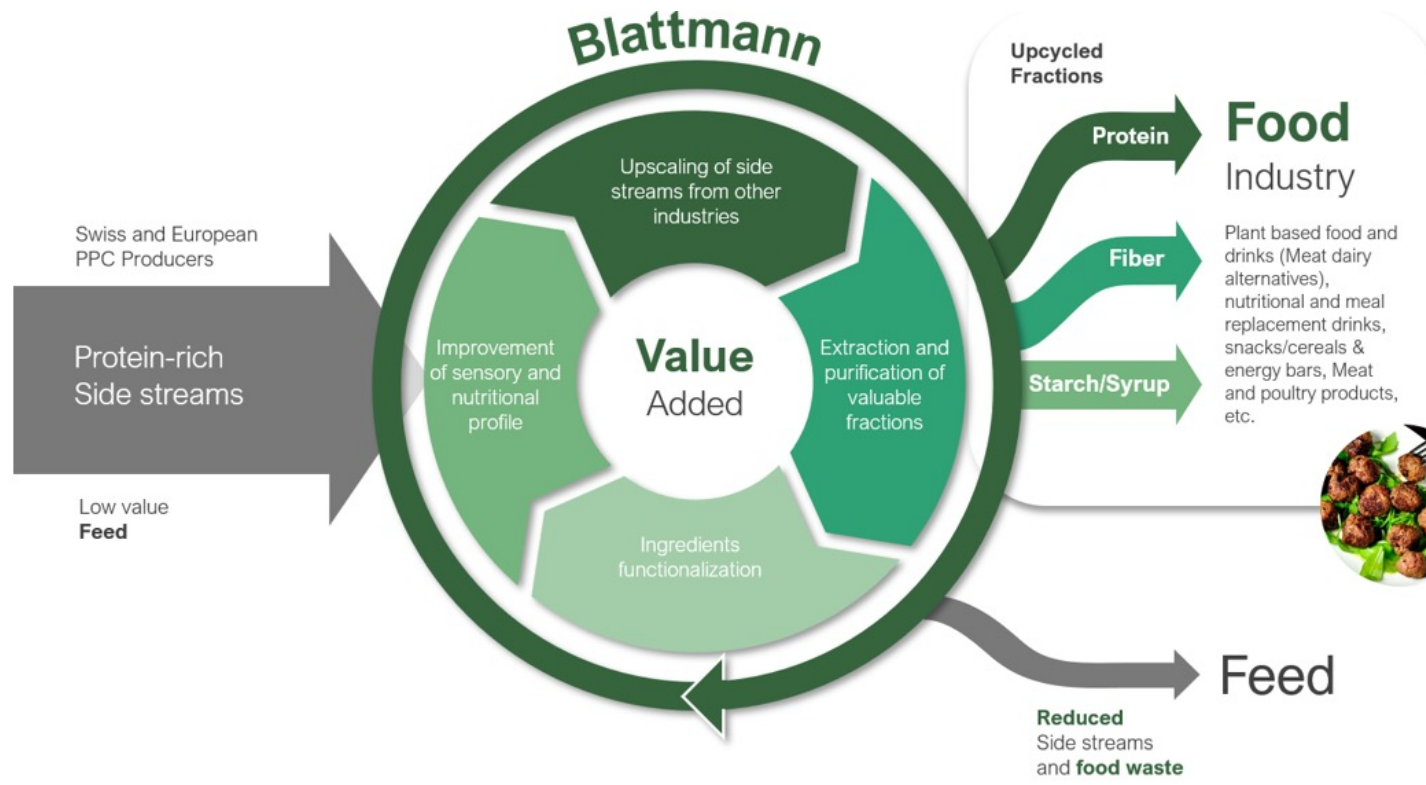 Blattmann
Swiss and European
PPC Producers
Protein-rich
Side streams
Low value
Feed
Upscaling of side
streams from other
industries
Extraction and
purification of
valuable
fractions
Ingredients
functionalization
Improvement
of sensory and
nutritional
profile
Value
Added
Upcycled
Fractions
Protein
Fiber
Starch/Syrup
Food
Industry
Plant based food and
drinks (Meat dairy
alternatives),
nutritional and meal
replacement drinks,
snacks/cereals &
energy bars, Meat
and poultry products,
etc.
Feed
Reduced
Side streams
and food waste